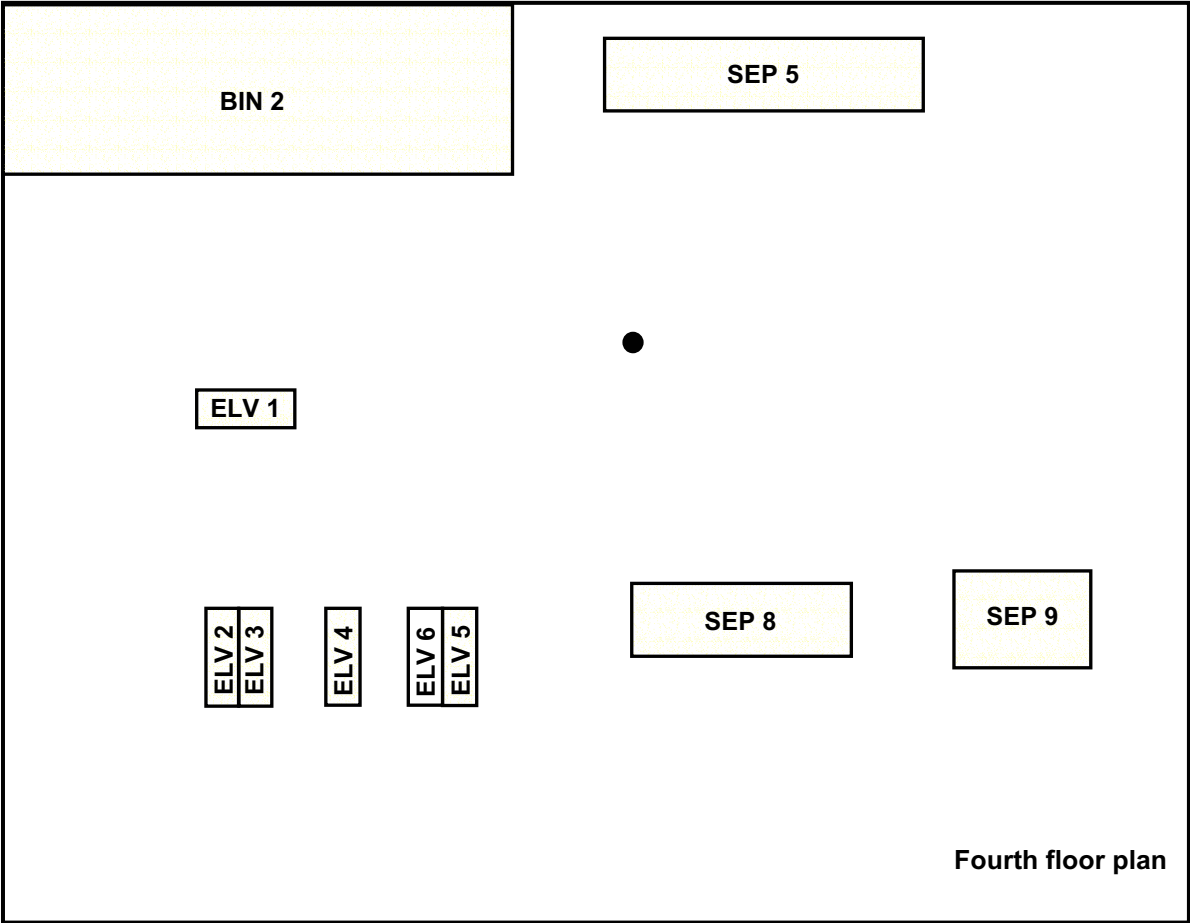 BIN 2
SEP 5
ELV 1
ELV 2
ELV 3
ELV 4
ELV 6
ELV 5
SEP 8
SEP 9
Fourth floor plan